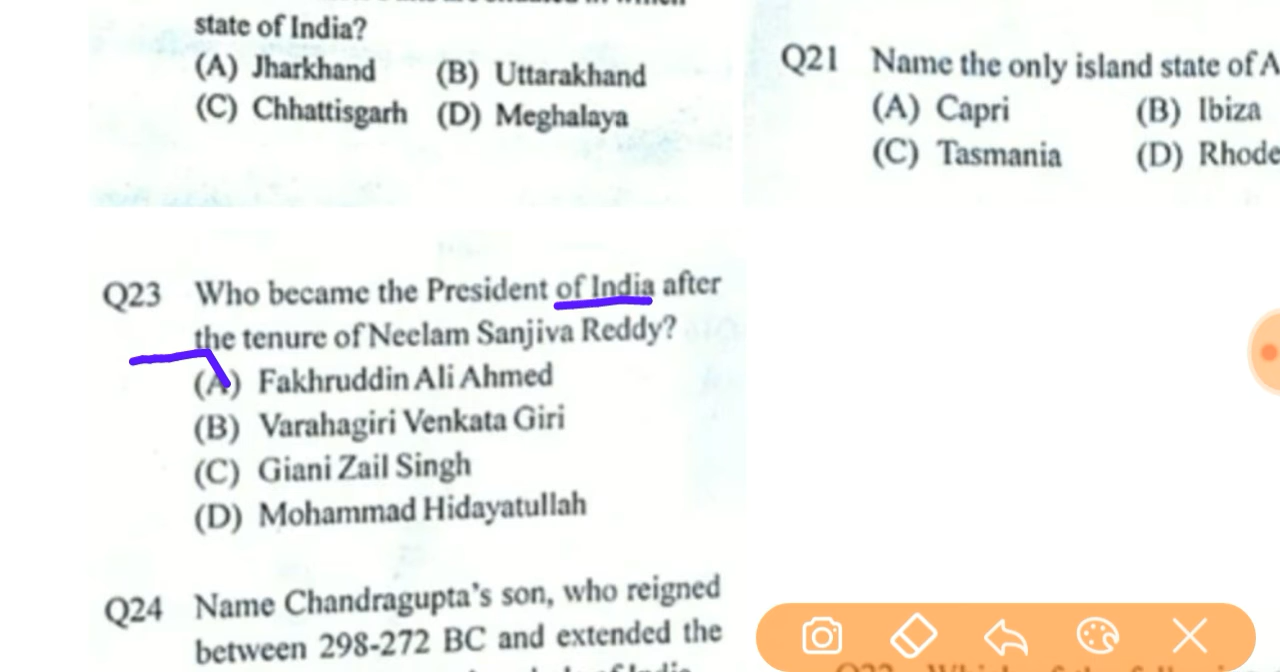 state of India?
(A) Jharkhand (B) Uttarakhand
(C) Chhattisgarh (D) Meghalaya
Q21 Name the only island state of A
(A) Capri (B) Ibiza
(C) Tasmania (D) Rhode
Q23 Who became the President of India after
the tenure of Neelam Sanjiva Reddy?
(A) Fakhruddin Ali Ahmed
(B) Varahagiri Venkata Giri
(C) Giani Zail Singh
(D) Mohammad Hidayatullah
Q24 Name Chandragupta's son, who reigned
between 298-272 BC and extended the